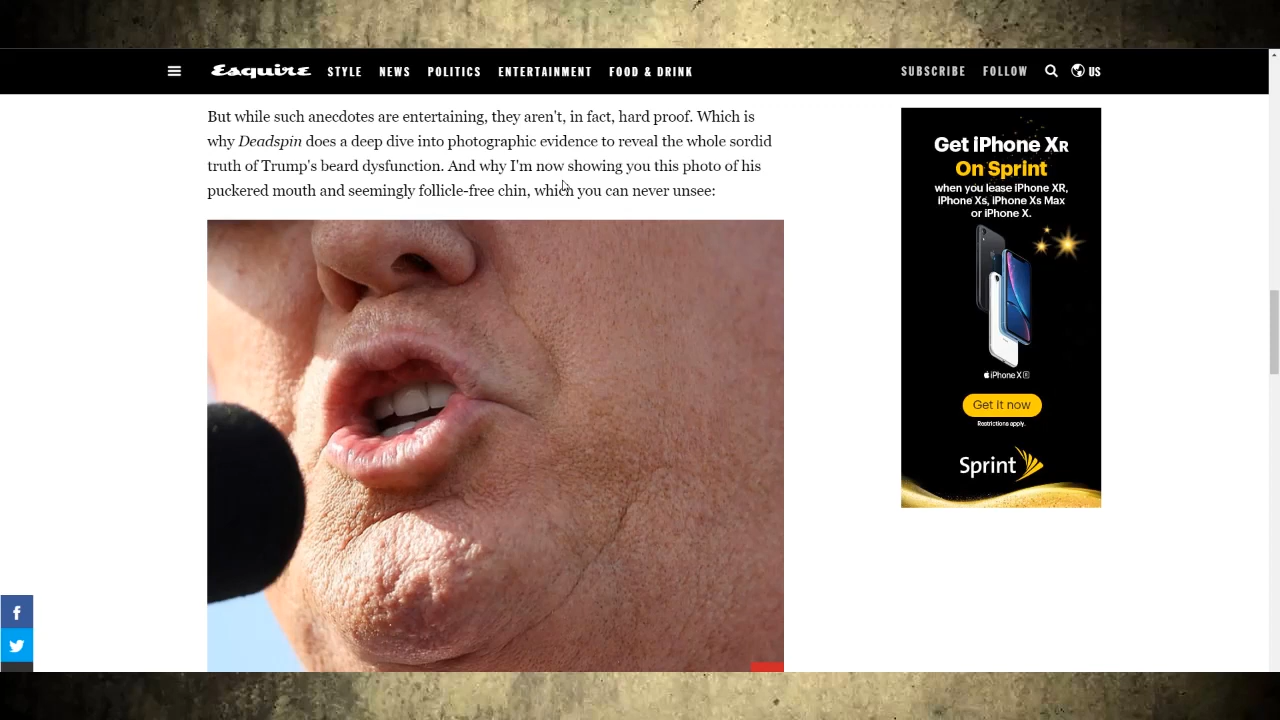 Esquire STYLE NEWS POLITICS ENTERTAINMENT FOOD & DRINK SUBSCRIBE FOLLOW US
But while such anecdotes are entertaining, they aren't, in fact, hard proof. Which is
why Deadspin does a deep dive into photographic evidence to reveal the whole sordid
truth of Trump's beard dysfunction. And why I'm now showing you this photo of his
puckered mouth and seemingly follicle-free chin, which you can never unsee:
Get iPhone XR
On Sprint
when you lease iPhone XR,
iPhone Xs, iPhone Xs Max
or iPhone X.
iPhone XR
Get it now
Restrictions apply.
Sprint